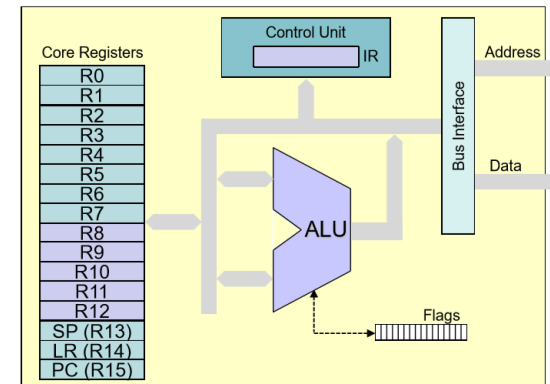 Control Unit
IR
Core Registers
R0
R1
R2
R3
R4
R5
R6
R7
R8
R9
R10
R11
R12
SP (R13)
LR (R14)
PC (R15)
ALU
Flags
Bus Interface
Address
Data